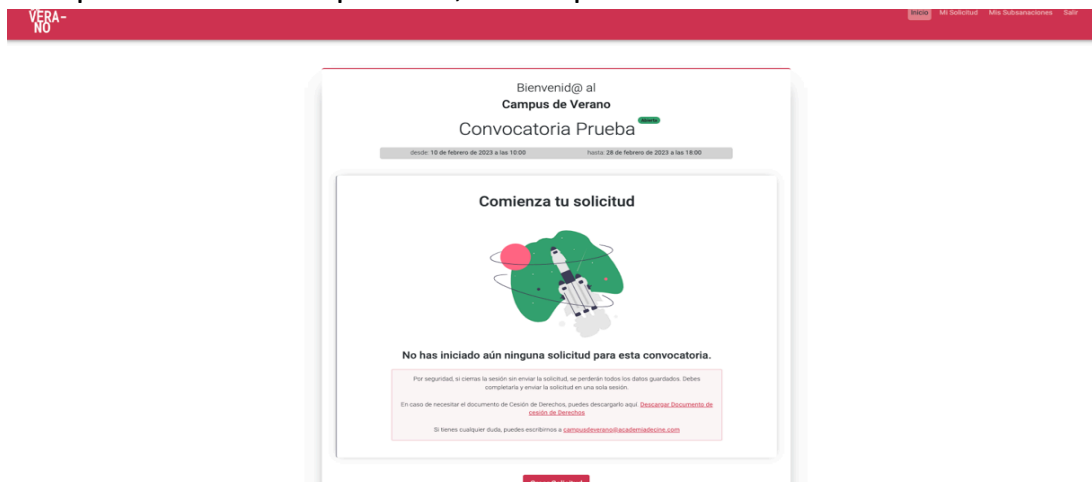 VERA-
NO
Inicio Mi Solicitud Mis Subsanaciones Salir
Bienvenid@ al
Campus de Verano
Convocatoria Prueba Abierta
desde: 10 de febrero de 2023 a las 10:00 hasta: 28 de febrero de 2023 a las 18:00
Comienza tu solicitud
No has iniciado aún ninguna solicitud para esta convocatoria.
Por seguridad, si cierras la sesión sin enviar la solicitud, se perderán todos los datos guardados. Debes
completarla y enviar la solicitud en una sola sesión.
En caso de necesitar el documento de Cesión de Derechos, puedes descargarlo aquí: Descargar Documento de
cesión de Derechos
Si tienes cualquier duda, puedes escribirnos a campusdeverano@academiadecine.com